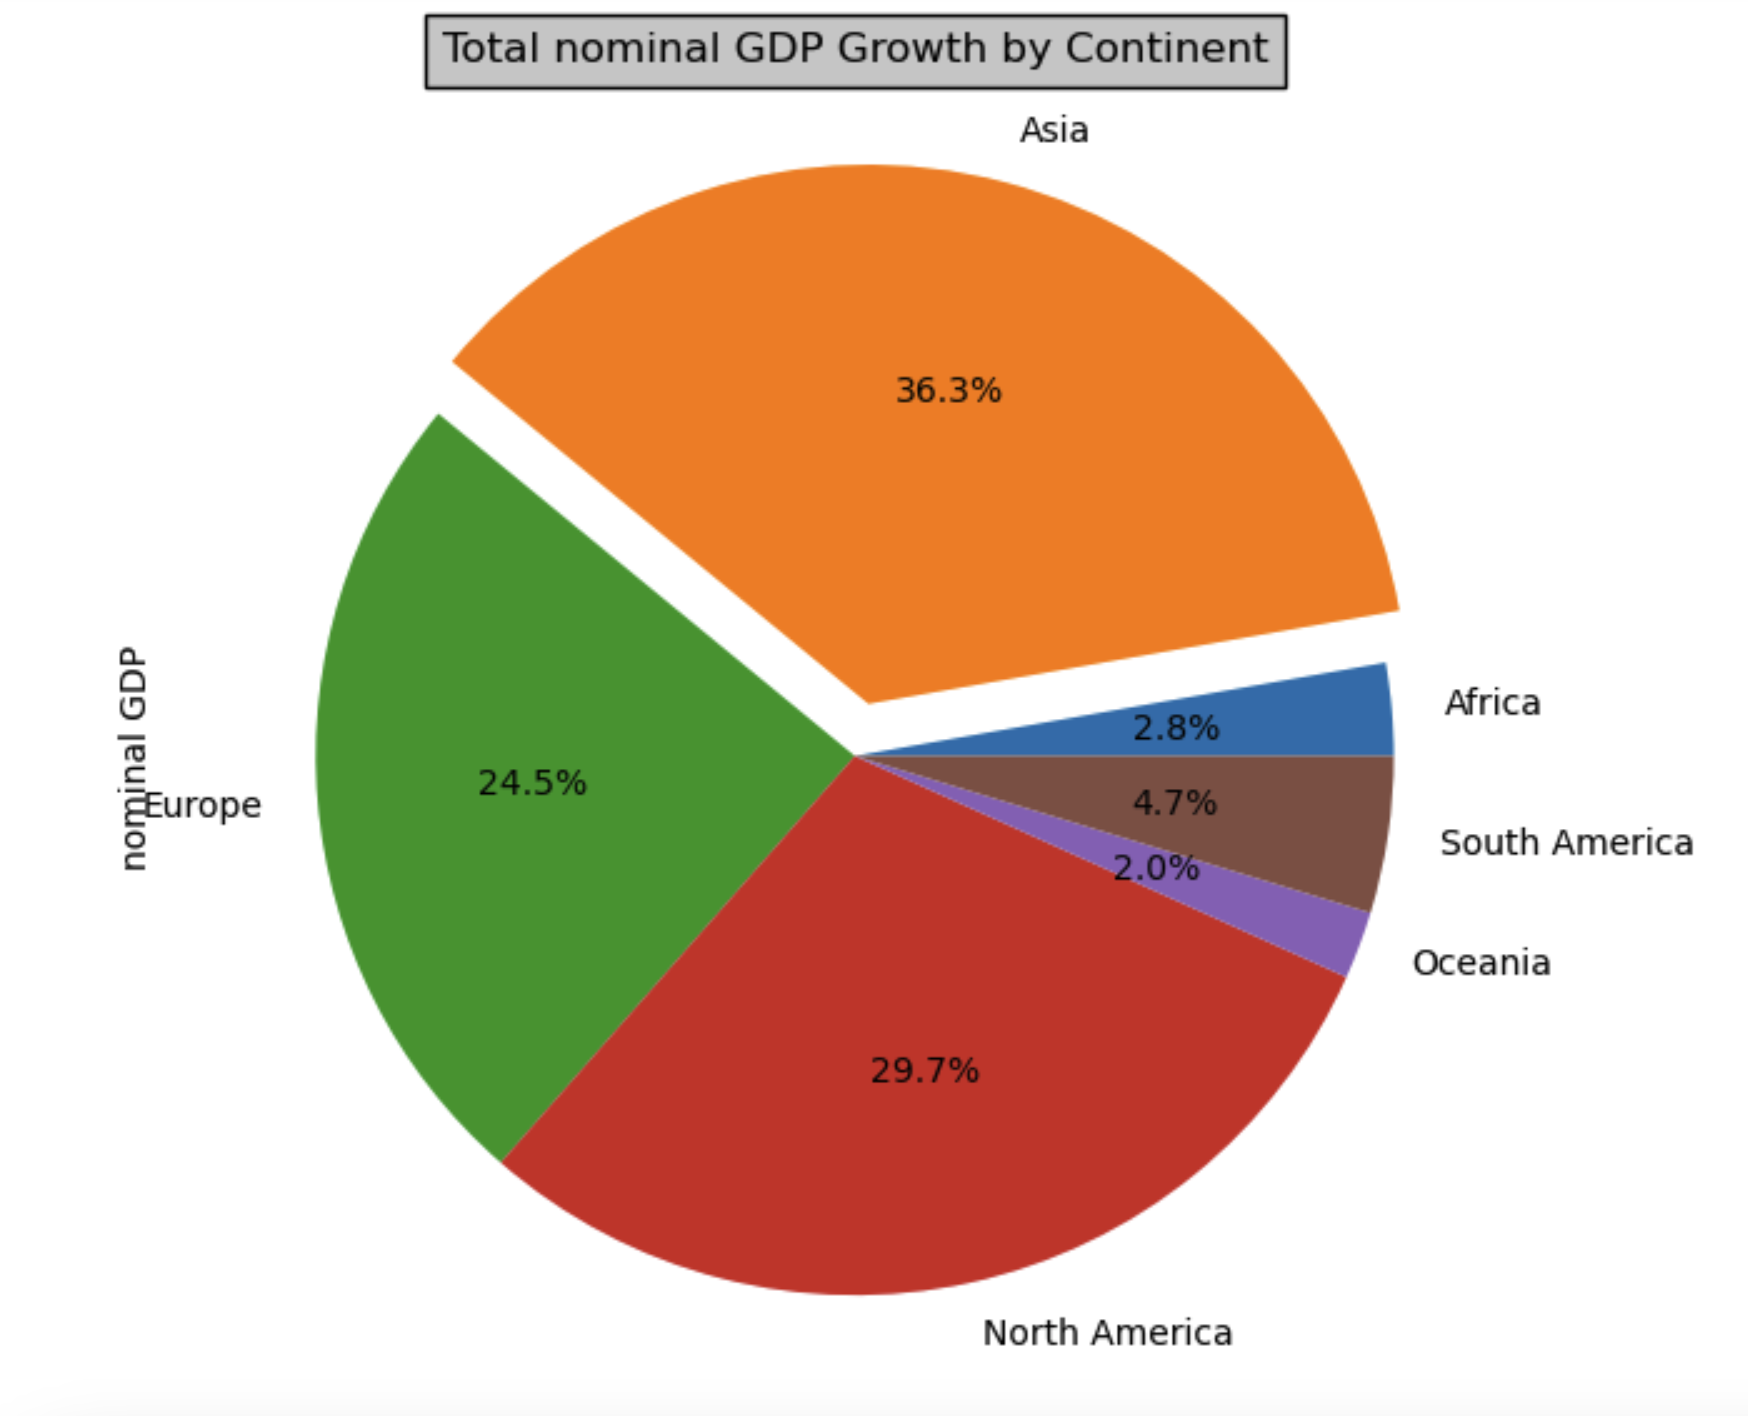 Total nominal GDP Growth by Continent
Asia
36.3%
Africa
2.8%
nominal GDP
Europe
24.5%
4.7%
South America
2.0%
Oceania
29.7%
North America